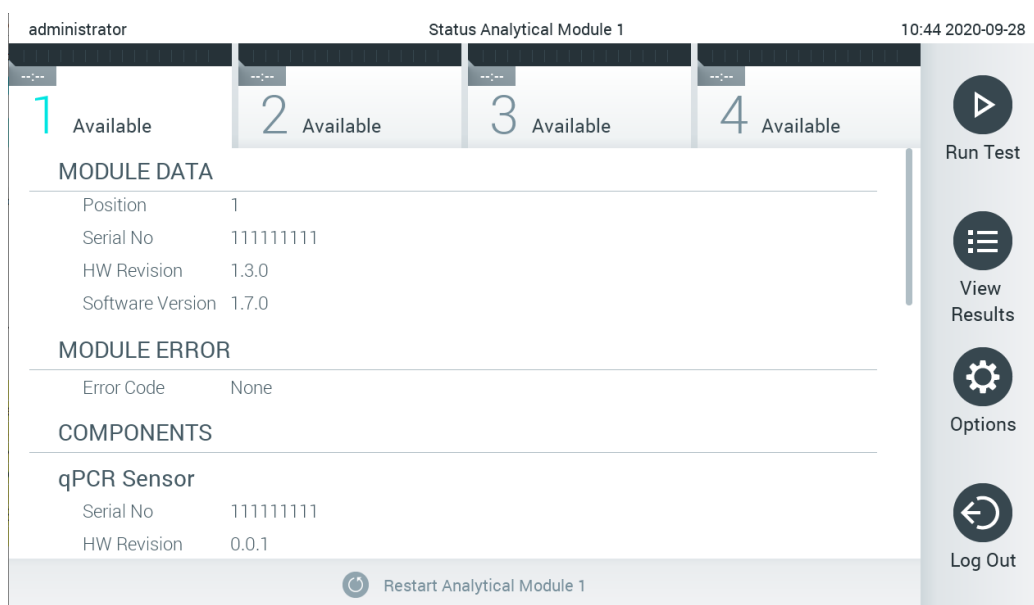 administrator Status Analytical Module 1 10:44 2020-09-28
--:-- --:-- --:-- --:--
1 Available 2 Available 3 Available 4 Available
Run Test
MODULE DATA
Position 1
Serial No 111111111
HW Revision 1.3.0
Software Version 1.7.0
View
Results
MODULE ERROR
Error Code None
Options
COMPONENTS
qPCR Sensor
Serial No 111111111
HW Revision 0.0.1
Log Out
Restart Analytical Module 1